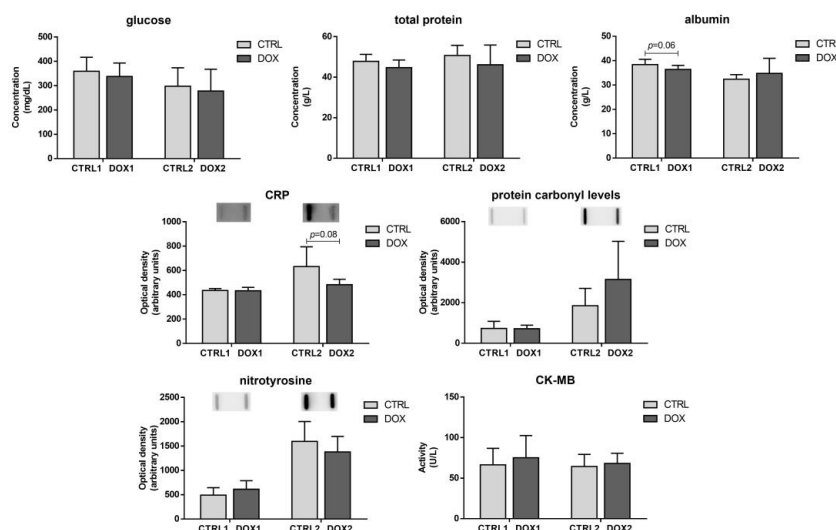 glucose
Concentration
(mg/dL)
500
400
300
200
100
0
CTRL1 DOX1 CTRL2 DOX2
CTRL
DOX
total protein
Concentration
(g/L)
60
40
20
0
CTRL1 DOX1 CTRL2 DOX2
CTRL
DOX
albumin
Concentration
(g/L)
50
40
30
20
10
0
p=0.06
CTRL1 DOX1 CTRL2 DOX2
CTRL
DOX
CRP
Optical density
(arbitrary units)
1000
800
600
400
200
0
p=0.08
CTRL1 DOX1 CTRL2 DOX2
CTRL
DOX
protein carbonyl levels
Optical density
(arbitrary units)
6000
4000
2000
0
CTRL1 DOX1 CTRL2 DOX2
CTRL
DOX
nitrotyrosine
Optical density
(arbitrary units)
2500
2000
1500
1000
500
0
CTRL1 DOX1 CTRL2 DOX2
CTRL
DOX
CK-MB
Activity
(U/L)
150
100
50
0
CTRL1 DOX1 CTRL2 DOX2
CTRL
DOX